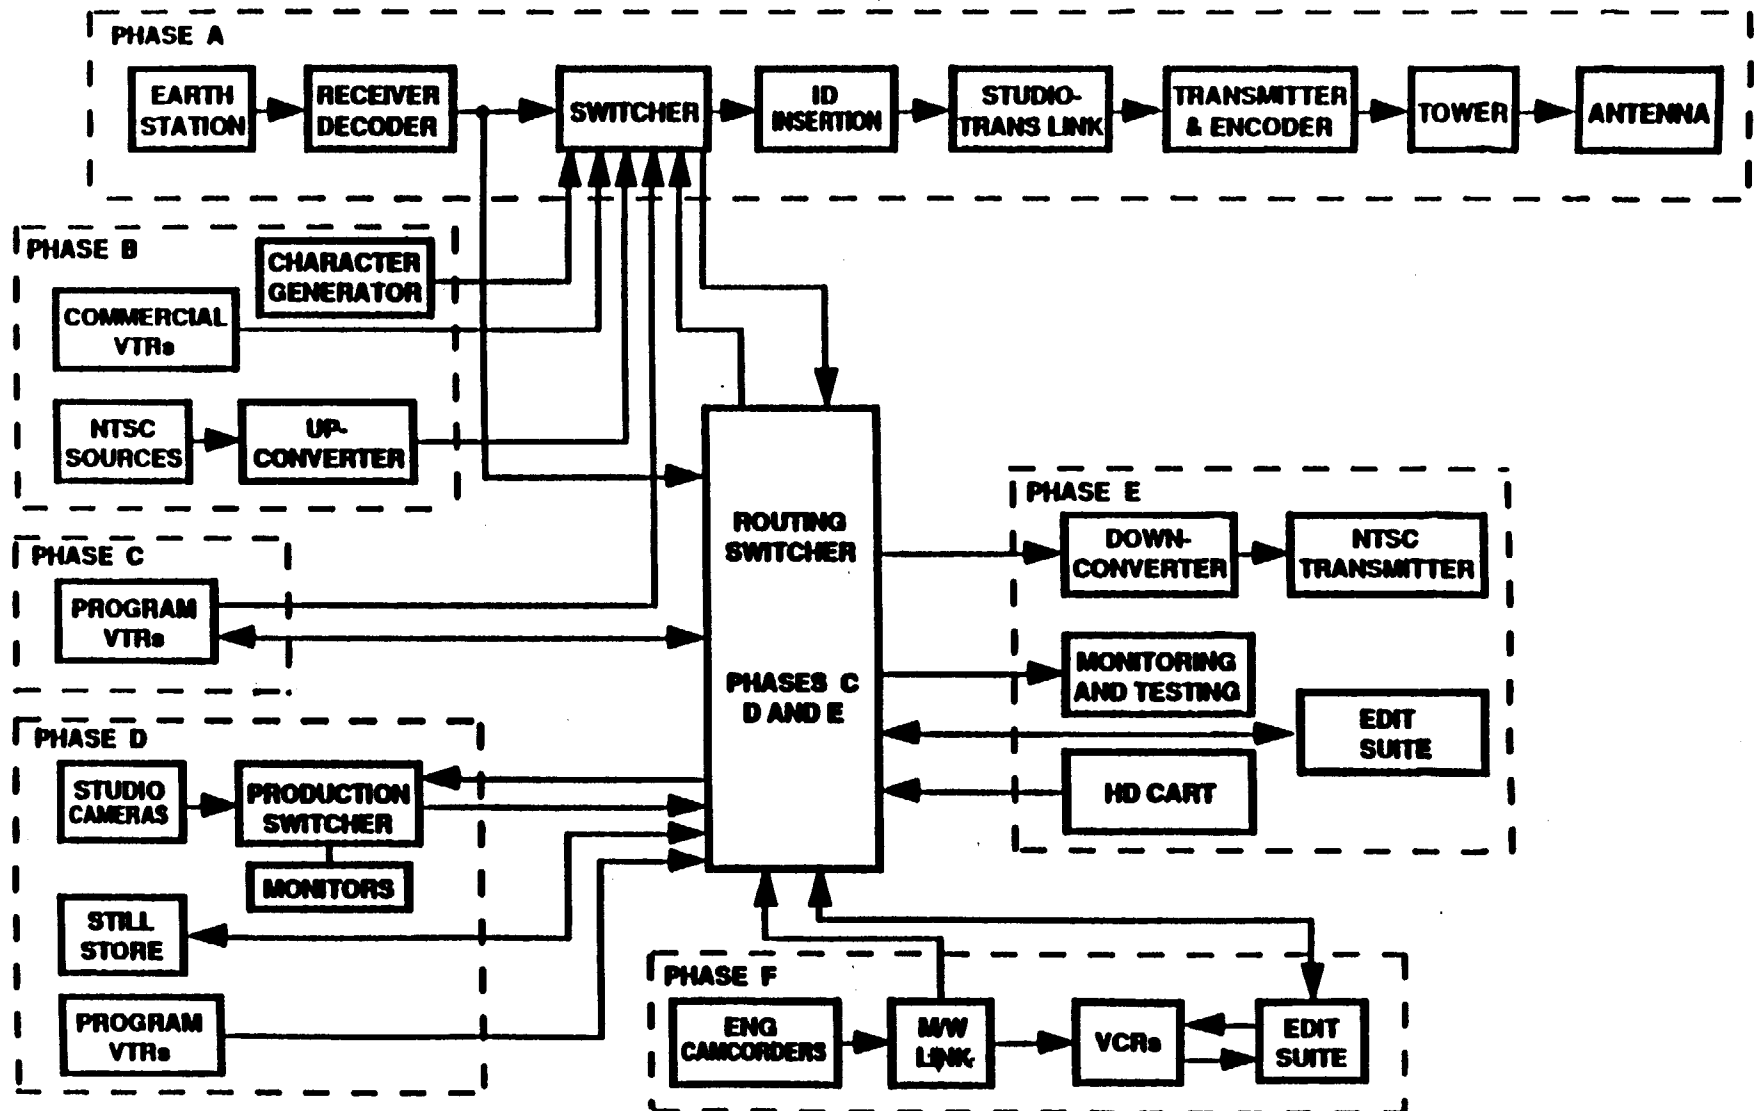 PHASE A
EARTH
STATION
RECEIVER
DECODER
SWITCHER
ID
INSERTION
STUDIO-
TRANS LINK
TRANSMITTER
& ENCODER
TOWER
ANTENNA
PHASE B
CHARACTER
GENERATOR
COMMERCIAL
VTRs
NTSC
SOURCES
UP-
CONVERTER
PHASE C
PROGRAM
VTRs
PHASE D
STUDIO
CAMERAS
PRODUCTION
SWITCHER
MONITORS
STILL
STORE
PROGRAM
VTRs
ROUTING
SWITCHER
PHASES C
D AND E
PHASE E
DOWN-
CONVERTER
NTSC
TRANSMITTER
MONITORING
AND TESTING
EDIT
SUITE
HD CART
PHASE F
ENG
CAMCORDERS
M/W
LINK
VCRs
EDIT
SUITE